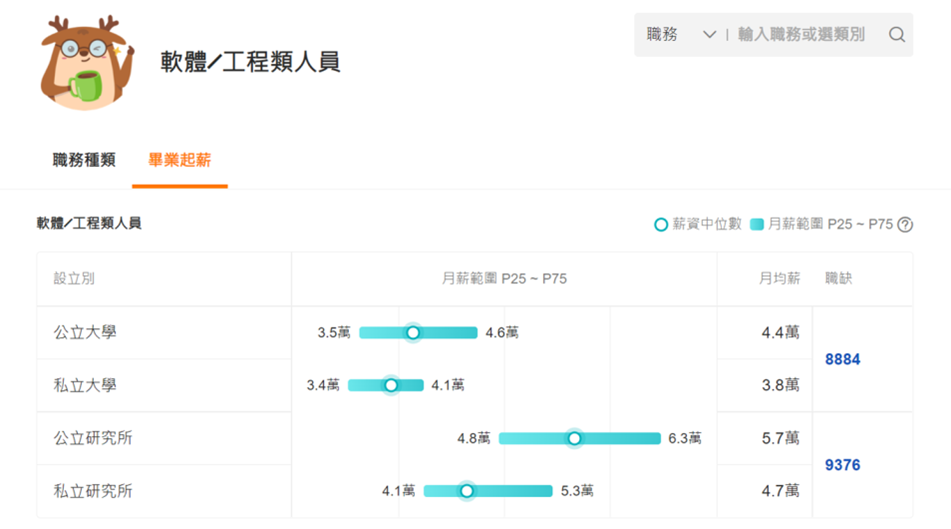 軟體/工程類人員
職務 | 輸入職務或選類別
職務種類 畢業起薪
軟體/工程類人員 薪資中位數 月薪範圍 P25 ~ P75 ?
設立別 月薪範圍 P25 ~ P75 月均薪 職缺
公立大學 3.5萬 4.6萬 4.4萬
8884
私立大學 3.4萬 4.1萬 3.8萬
公立研究所 4.8萬 6.3萬 5.7萬
9376
私立研究所 4.1萬 5.3萬 4.7萬